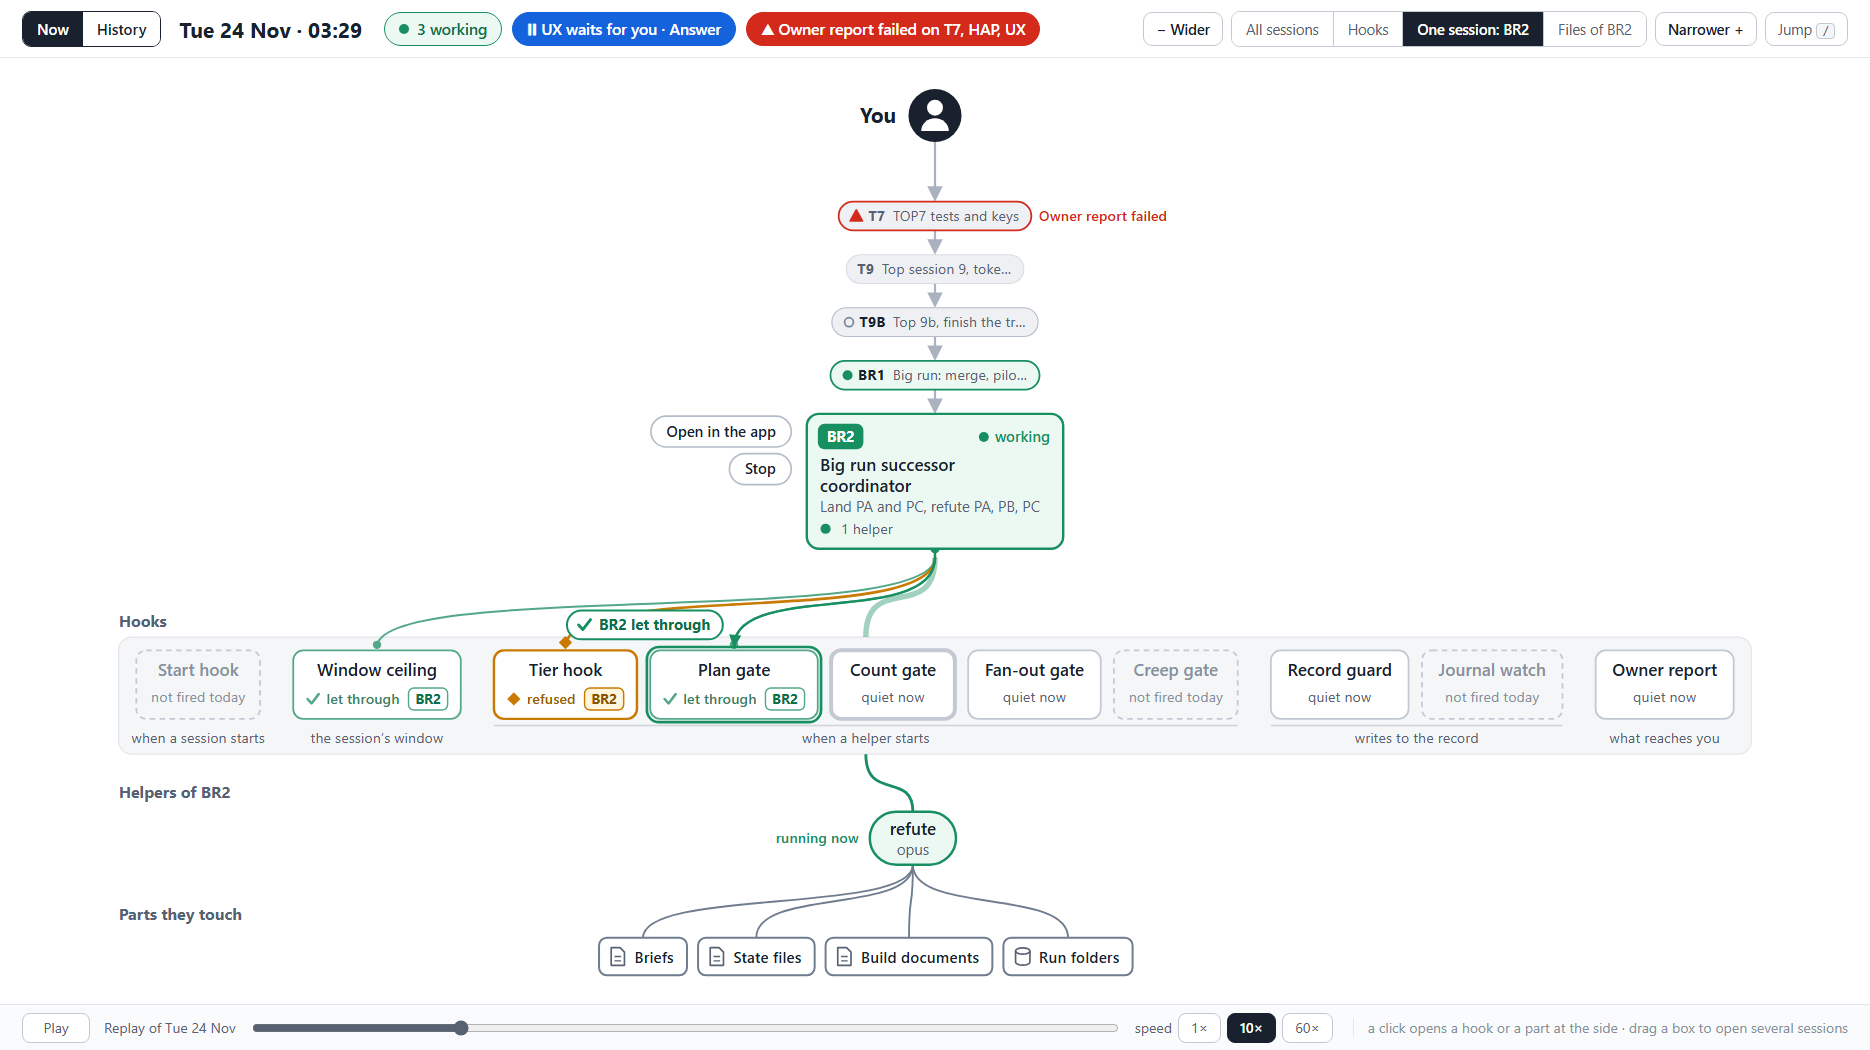 Now History Tue 24 Nov · 03:29 3 working UX waits for you · Answer Owner report failed on T7, HAP, UX − Wider All sessions Hooks One session: BR2 Files of BR2 Narrower + Jump /
You
T7 TOP7 tests and keys Owner report failed
T9 Top session 9, toke...
T9B Top 9b, finish the tr...
BR1 Big run: merge, pilo...
Open in the app
Stop
BR2 working
Big run successor
coordinator
Land PA and PC, refute PA, PB, PC
1 helper
Hooks
BR2 let through
Start hook
not fired today
Window ceiling
let through BR2
Tier hook
refused BR2
Plan gate
let through BR2
Count gate
quiet now
Fan-out gate
quiet now
Creep gate
not fired today
Record guard
quiet now
Journal watch
not fired today
Owner report
quiet now
when a session starts the session's window when a helper starts writes to the record what reaches you
Helpers of BR2
running now
refute
opus
Parts they touch
Briefs State files Build documents Run folders
Play Replay of Tue 24 Nov speed 1× 10× 60× a click opens a hook or a part at the side · drag a box to open several sessions